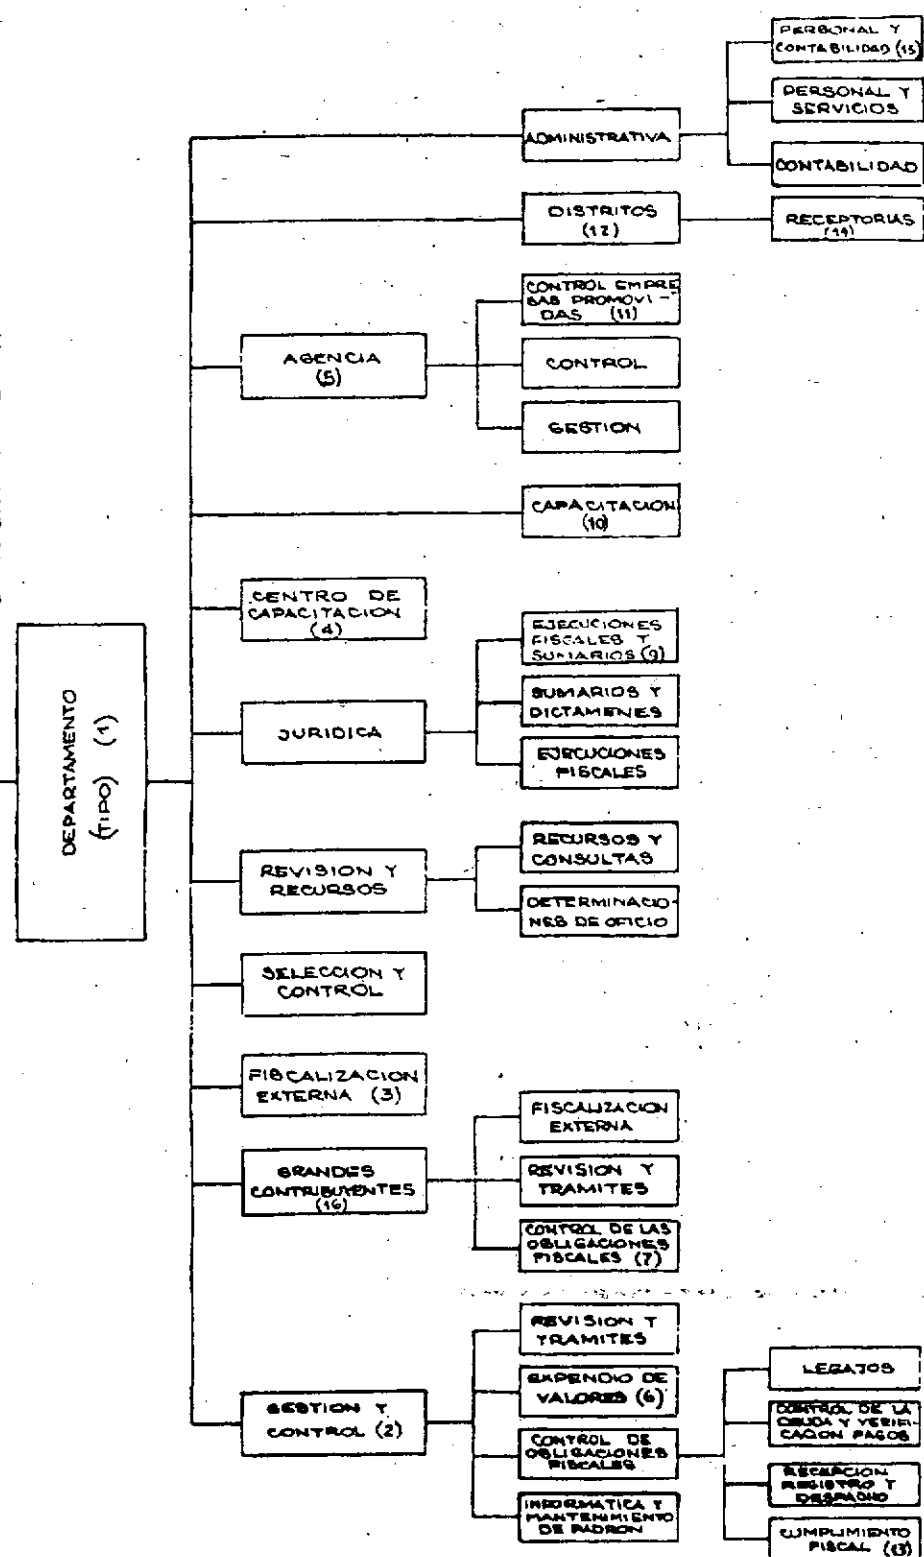 PERSONAL Y
CONTABILIDAD (15)
PERSONAL Y
SERVICIOS
ADMINISTRATIVA
CONTABILIDAD
DISTRITOS
(12)
RECEPTORIAS
(14)
CONTROL EMPRE
SAS PROMOVI-
DAS (11)
AGENCIA
(5)
CONTROL
GESTION
CAPACITACION
(10)
CENTRO DE
CAPACITACION
(4)
DEPARTAMENTO
(TIPO) (1)
EJECUCIONES
FISCALES Y
SUMARIOS (9)
JURIDICA
SUMARIOS Y
DICTAMENES
EJECUCIONES
FISCALES
REVISION Y
RECURSOS
RECURSOS Y
CONSULTAS
DETERMINACIO-
NES DE OFICIO
SELECCION Y
CONTROL
FISCALIZACION
EXTERNA (3)
FISCALIZACION
EXTERNA
GRANDES
CONTRIBUYENTES
(16)
REVISION Y
TRAMITES
CONTROL DE LAS
OBLIGACIONES
FISCALES (7)
REVISION Y
TRAMITES
GESTION Y
CONTROL (2)
EXPENDIO DE
VALORES (6)
CONTROL DE
OBLIGACIONES
FISCALES
INFORMATICA Y
MANTENIMIENTO
DE PADRON
LEGAJOS
CONTROL DE LA
DEUDA Y VERIFI-
CACION PAGOS
RECEPCION
REGISTRO Y
DESPACHO
CUMPLIMIENTO
FISCAL (13)